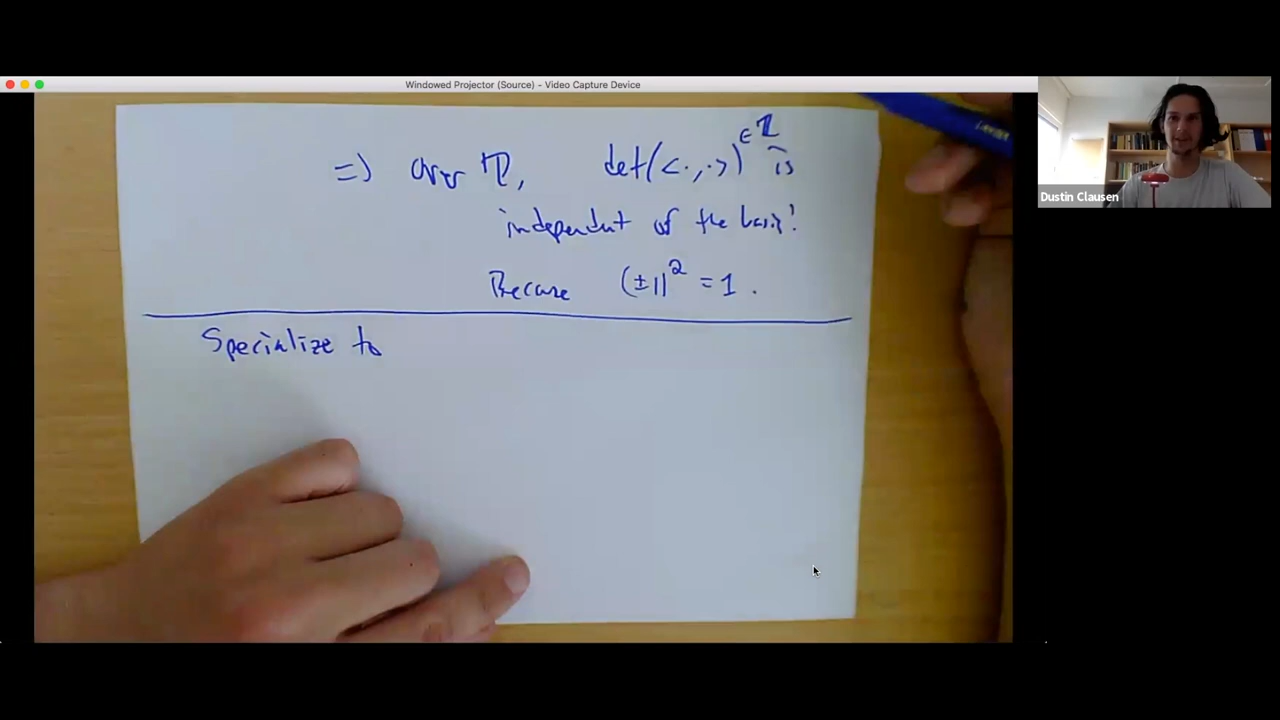 Windowed Projector (Source) - Video Capture Device
=> over ℤ, det(<·,·>) ∈ ℤ is
independent of the basis!
Because (±1)² = 1.
Specialize to
Dustin Clausen